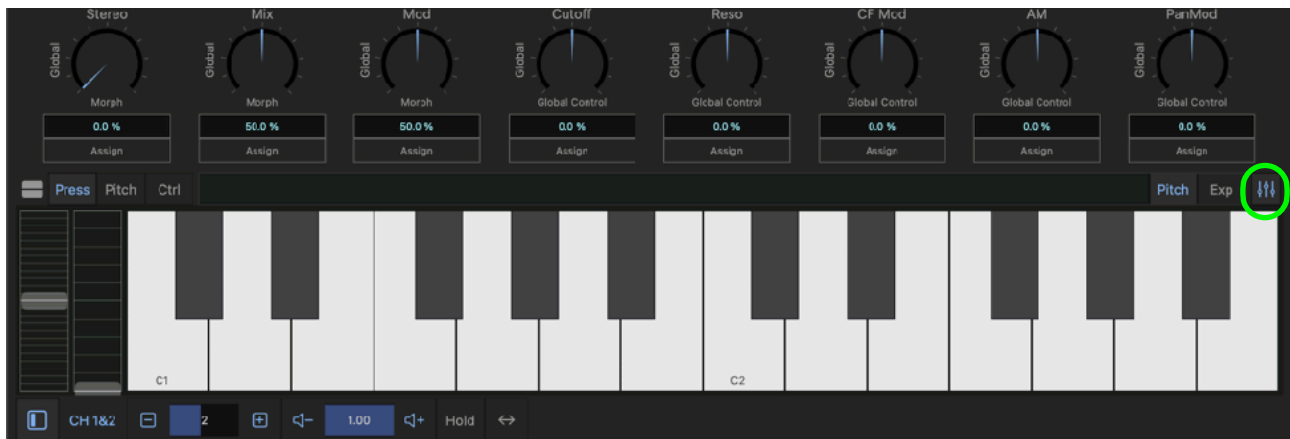 Stereo Mix Mod Cutoff Reso CF Mod AM PanMod
Global Global Global Global Global Global Global Global
Morph Morph Morph Global Control Global Control Global Control Global Control Global Control
0.0 % 50.0 % 50.0 % 0.0 % 0.0 % 0.0 % 0.0 % 0.0 %
Assign Assign Assign Assign Assign Assign Assign Assign
Press Pitch Ctrl Pitch Exp
C1 C2
CH 1&2 2 1.00 Hold